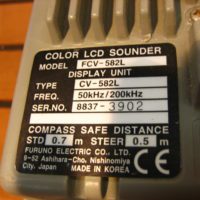 COLOR LCD SOUNDER
MODEL FCV-582L
DISPLAY UNIT
TYPE CV-582L
FREQ. 50kHz/200kHz
SER.NO. 8837-3902
COMPASS SAFE DISTANCE
STD 0.7 m STEER 0.5 m
FURUNO ELECTRIC CO., LTD.
9-52 Ashihara-Cho, Nishinomiya
City, Japan MADE IN KOREA